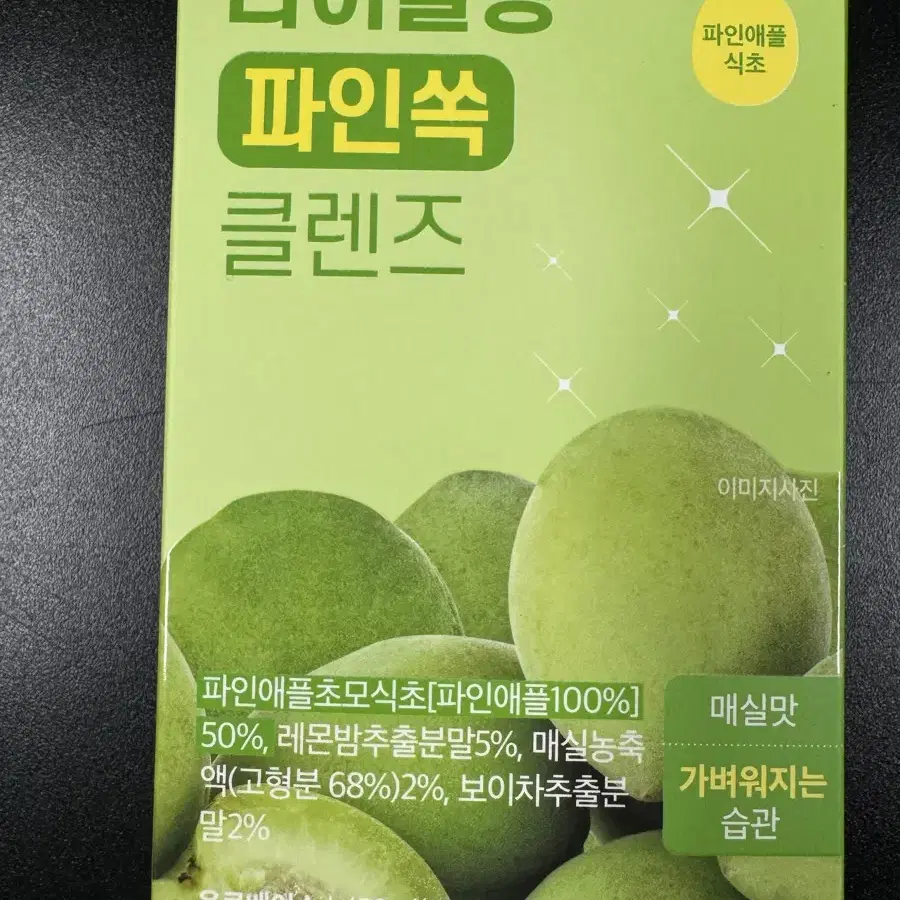 파인애플
식초
파인쏙
클렌즈
이미지사진
파인애플초모식초[파인애플100%]
50%, 레몬밤추출분말5%, 매실농축
액(고형분 68%)2%, 보이차추출분
말2%
매실맛
가벼워지는
습관